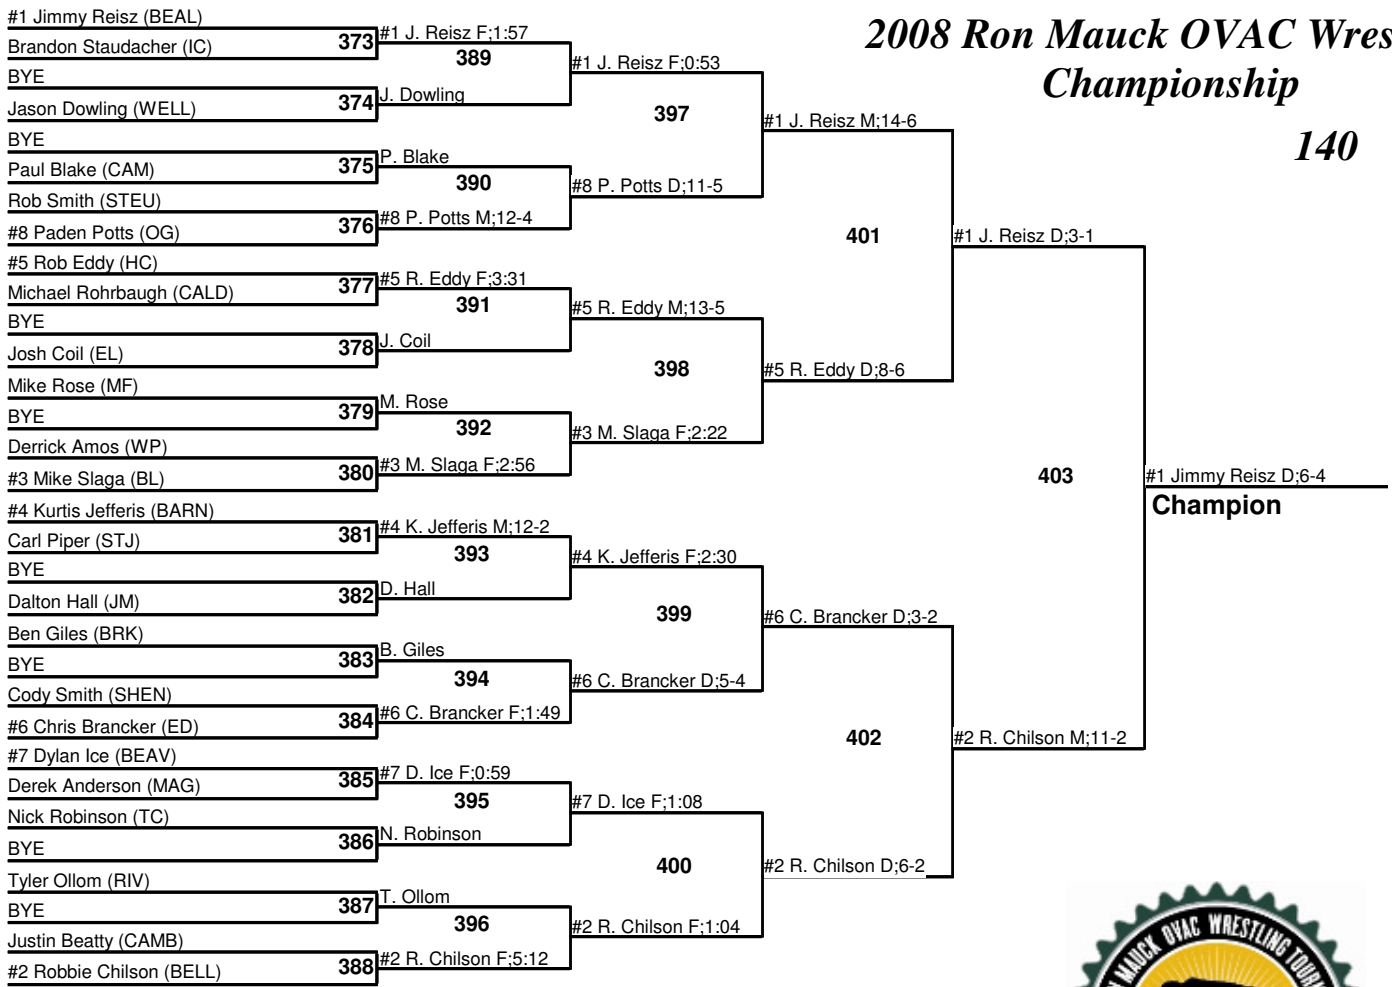 2008 Ron Mauck OVAC Wres
Championship
140
#1 Jimmy Reisz (BEAL)
Brandon Staudacher (IC)
BYE
Jason Dowling (WELL)
BYE
Paul Blake (CAM)
Rob Smith (STEU)
#8 Paden Potts (OG)
#5 Rob Eddy (HC)
Michael Rohrbaugh (CALD)
BYE
Josh Coil (EL)
Mike Rose (MF)
BYE
Derrick Amos (WP)
#3 Mike Slaga (BL)
#4 Kurtis Jefferis (BARN)
Carl Piper (STJ)
BYE
Dalton Hall (JM)
Ben Giles (BRK)
BYE
Cody Smith (SHEN)
#6 Chris Brancker (ED)
#7 Dylan Ice (BEAV)
Derek Anderson (MAG)
Nick Robinson (TC)
BYE
Tyler Ollom (RIV)
BYE
Justin Beatty (CAMB)
#2 Robbie Chilson (BELL)
373
374
375
376
377
378
379
380
381
382
383
384
385
386
387
388
#1 J. Reisz F;1:57
389
J. Dowling
P. Blake
390
#8 P. Potts M;12-4
#5 R. Eddy F;3:31
391
J. Coil
M. Rose
392
#3 M. Slaga F;2:56
#4 K. Jefferis M;12-2
393
D. Hall
B. Giles
394
#6 C. Brancker F;1:49
#7 D. Ice F;0:59
395
N. Robinson
T. Ollom
396
#2 R. Chilson F;5:12
#1 J. Reisz F;0:53
397
#8 P. Potts D;11-5
#5 R. Eddy M;13-5
398
#3 M. Slaga F;2:22
#4 K. Jefferis F;2:30
399
#6 C. Brancker D;5-4
#7 D. Ice F;1:08
400
#2 R. Chilson F;1:04
#1 J. Reisz M;14-6
401
#5 R. Eddy D;8-6
#6 C. Brancker D;3-2
402
#2 R. Chilson D;6-2
#1 J. Reisz D;3-1
403
#2 R. Chilson M;11-2
#1 Jimmy Reisz D;6-4
Champion
MAUCK OVAC WRESTLING TOUR